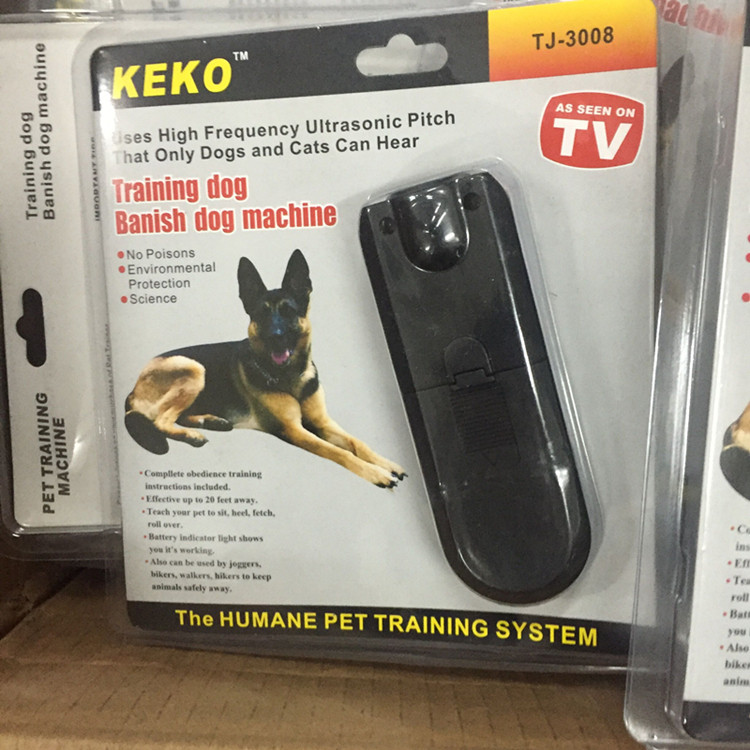 KEKO™
TJ-3008
AS SEEN ON
TV
Uses High Frequency Ultrasonic Pitch
That Only Dogs and Cats Can Hear
Training dog
Banish dog machine
• No Poisons
• Environmental
Protection
• Science
• Compllete obedience training
instructions included.
• Effective up to 20 feet away.
• Teach your pet to sit, heel, fetch,
roll over.
• Battery indicator light shows
you it's working.
• Also can be used by joggers,
bikers, walkers, hikers to keep
animals safely away.
The HUMANE PET TRAINING SYSTEM
Training dog
Banish dog machine
PET TRAINING
MACHINE